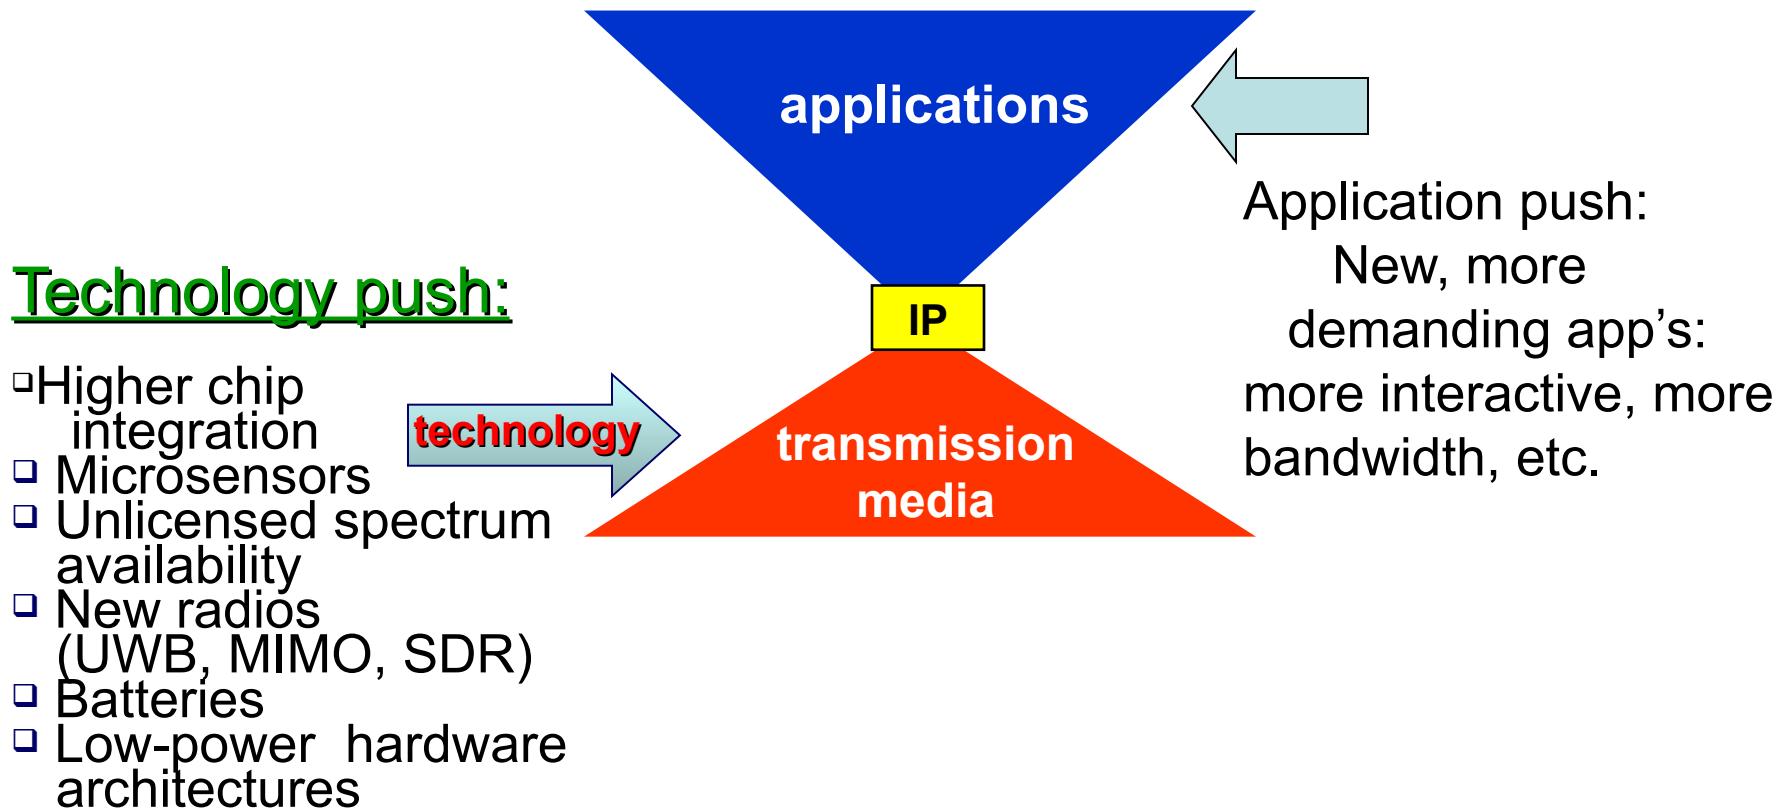 applications
Application push:
New, more
demanding app’s:
more interactive, more
bandwidth, etc.
IP
Technology push:
❑Higher chip
integration
❑ Microsensors
❑ Unlicensed spectrum
availability
❑ New radios
(UWB, MIMO, SDR)
❑ Batteries
❑ Low-power hardware
architectures
technology
transmission
media